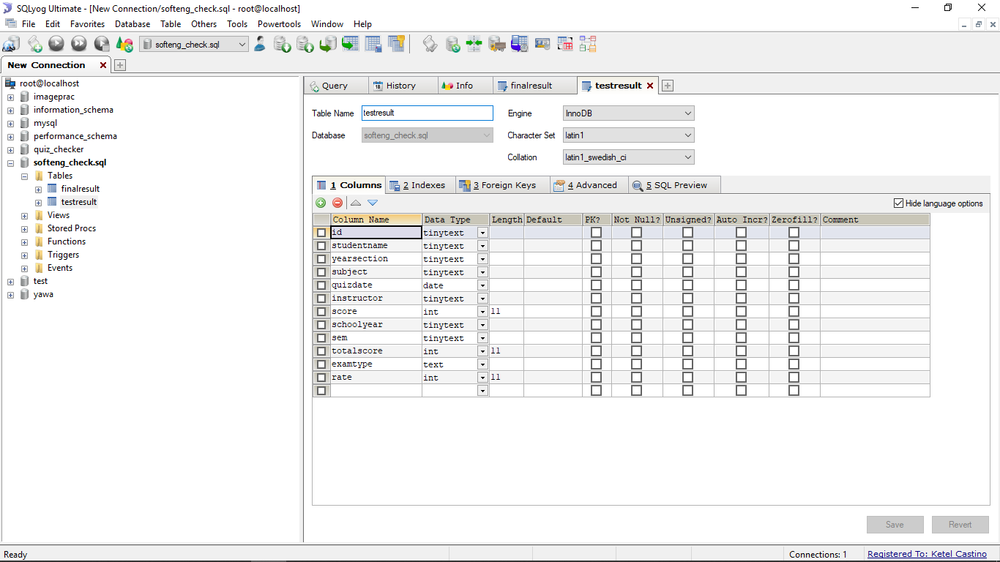 SQLyog Ultimate - [New Connection/softeng_check.sql - root@localhost]
File Edit Favorites Database Table Others Tools Powertools Window Help
softeng_check.sql
New Connection
root@localhost
imageprac
information_schema
mysql
performance_schema
quiz_checker
softeng_check.sql
Tables
finalresult
testresult
Views
Stored Procs
Functions
Triggers
Events
test
yawa
Query History Info finalresult testresult
Table Name testresult Engine InnoDB
Database softeng_check.sql Character Set latin1
Collation latin1_swedish_ci
1 Columns 2 Indexes 3 Foreign Keys 4 Advanced 5 SQL Preview
Hide language options
Column Name Data Type Length Default PK? Not Null? Unsigned? Auto Incr? Zerofill? Comment
id tinytext
studentname tinytext
yearsection tinytext
subject tinytext
quizdate date
instructor tinytext
score int 11
schoolyear tinytext
sem tinytext
totalscore int 11
examtype text
rate int 11
Save Revert
Ready Connections: 1 Registered To: Ketel Castino